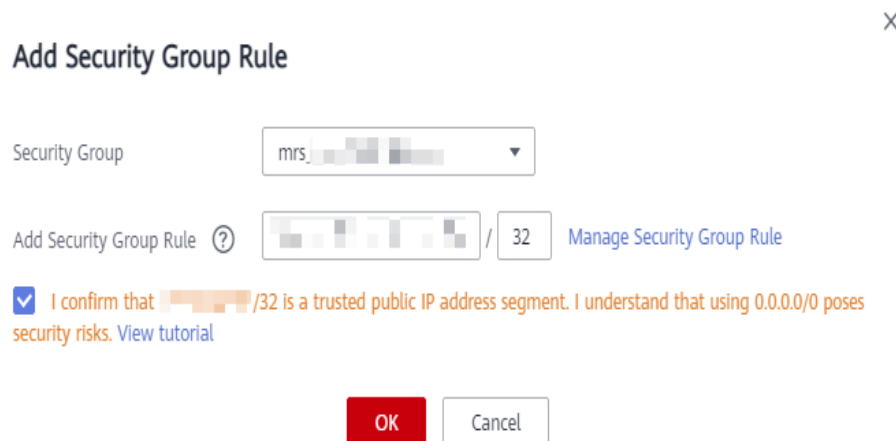 Add Security Group Rule
Security Group mrs_
Add Security Group Rule ? / 32 Manage Security Group Rule
I confirm that /32 is a trusted public IP address segment. I understand that using 0.0.0.0/0 poses
security risks. View tutorial
OK Cancel